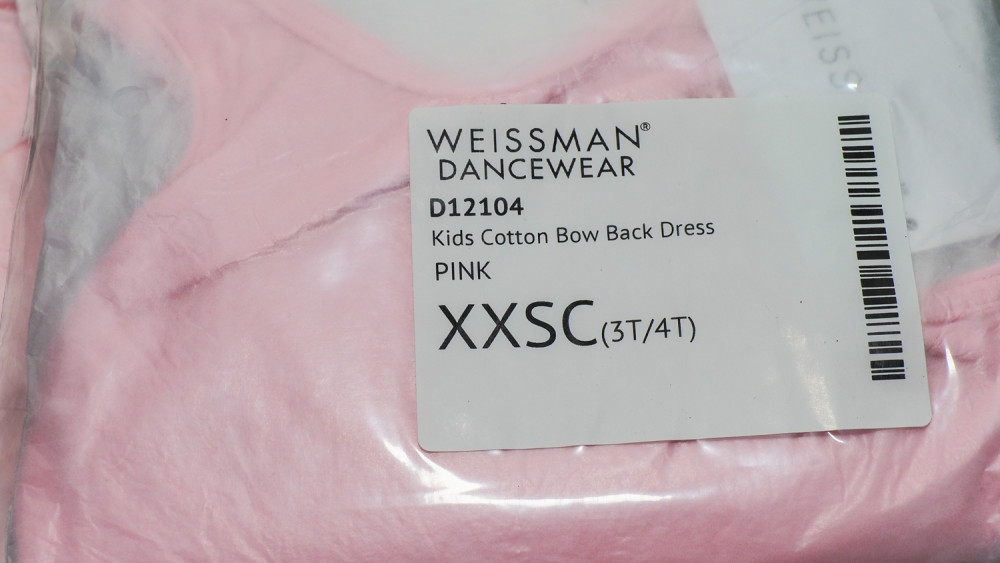 WEISSMAN®
DANCEWEAR
D12104
Kids Cotton Bow Back Dress
PINK
XXSC(3T/4T)